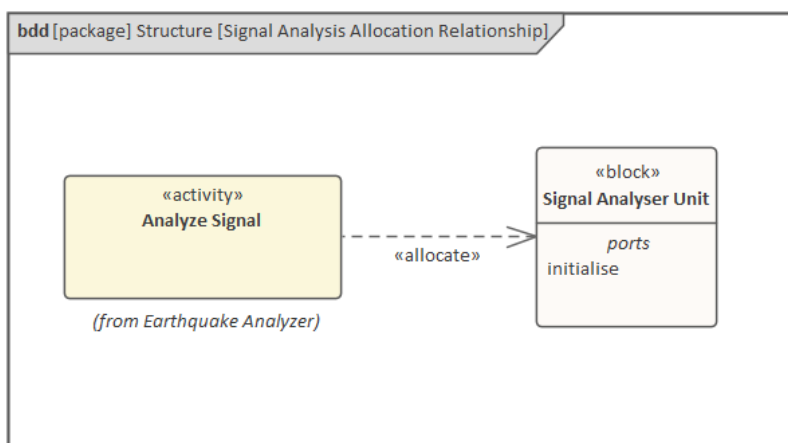 bdd [package] Structure [Signal Analysis Allocation Relationship]
«activity»
Analyze Signal
(from Earthquake Analyzer)
«allocate»
«block»
Signal Analyser Unit
ports
initialise